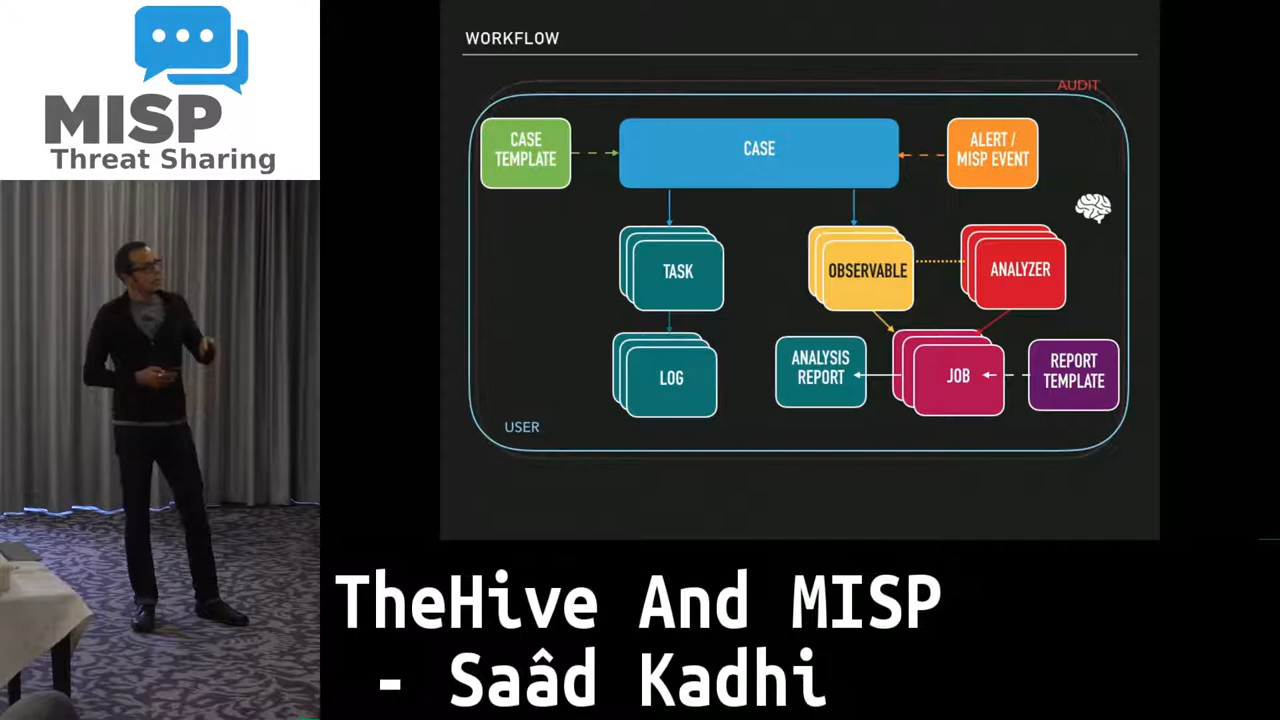 MISP
Threat Sharing
WORKFLOW
AUDIT
CASE
TEMPLATE
CASE
ALERT /
MISP EVENT
TASK
OBSERVABLE
ANALYZER
LOG
ANALYSIS
REPORT
JOB
REPORT
TEMPLATE
USER
TheHive And MISP
- Saâd Kadhi